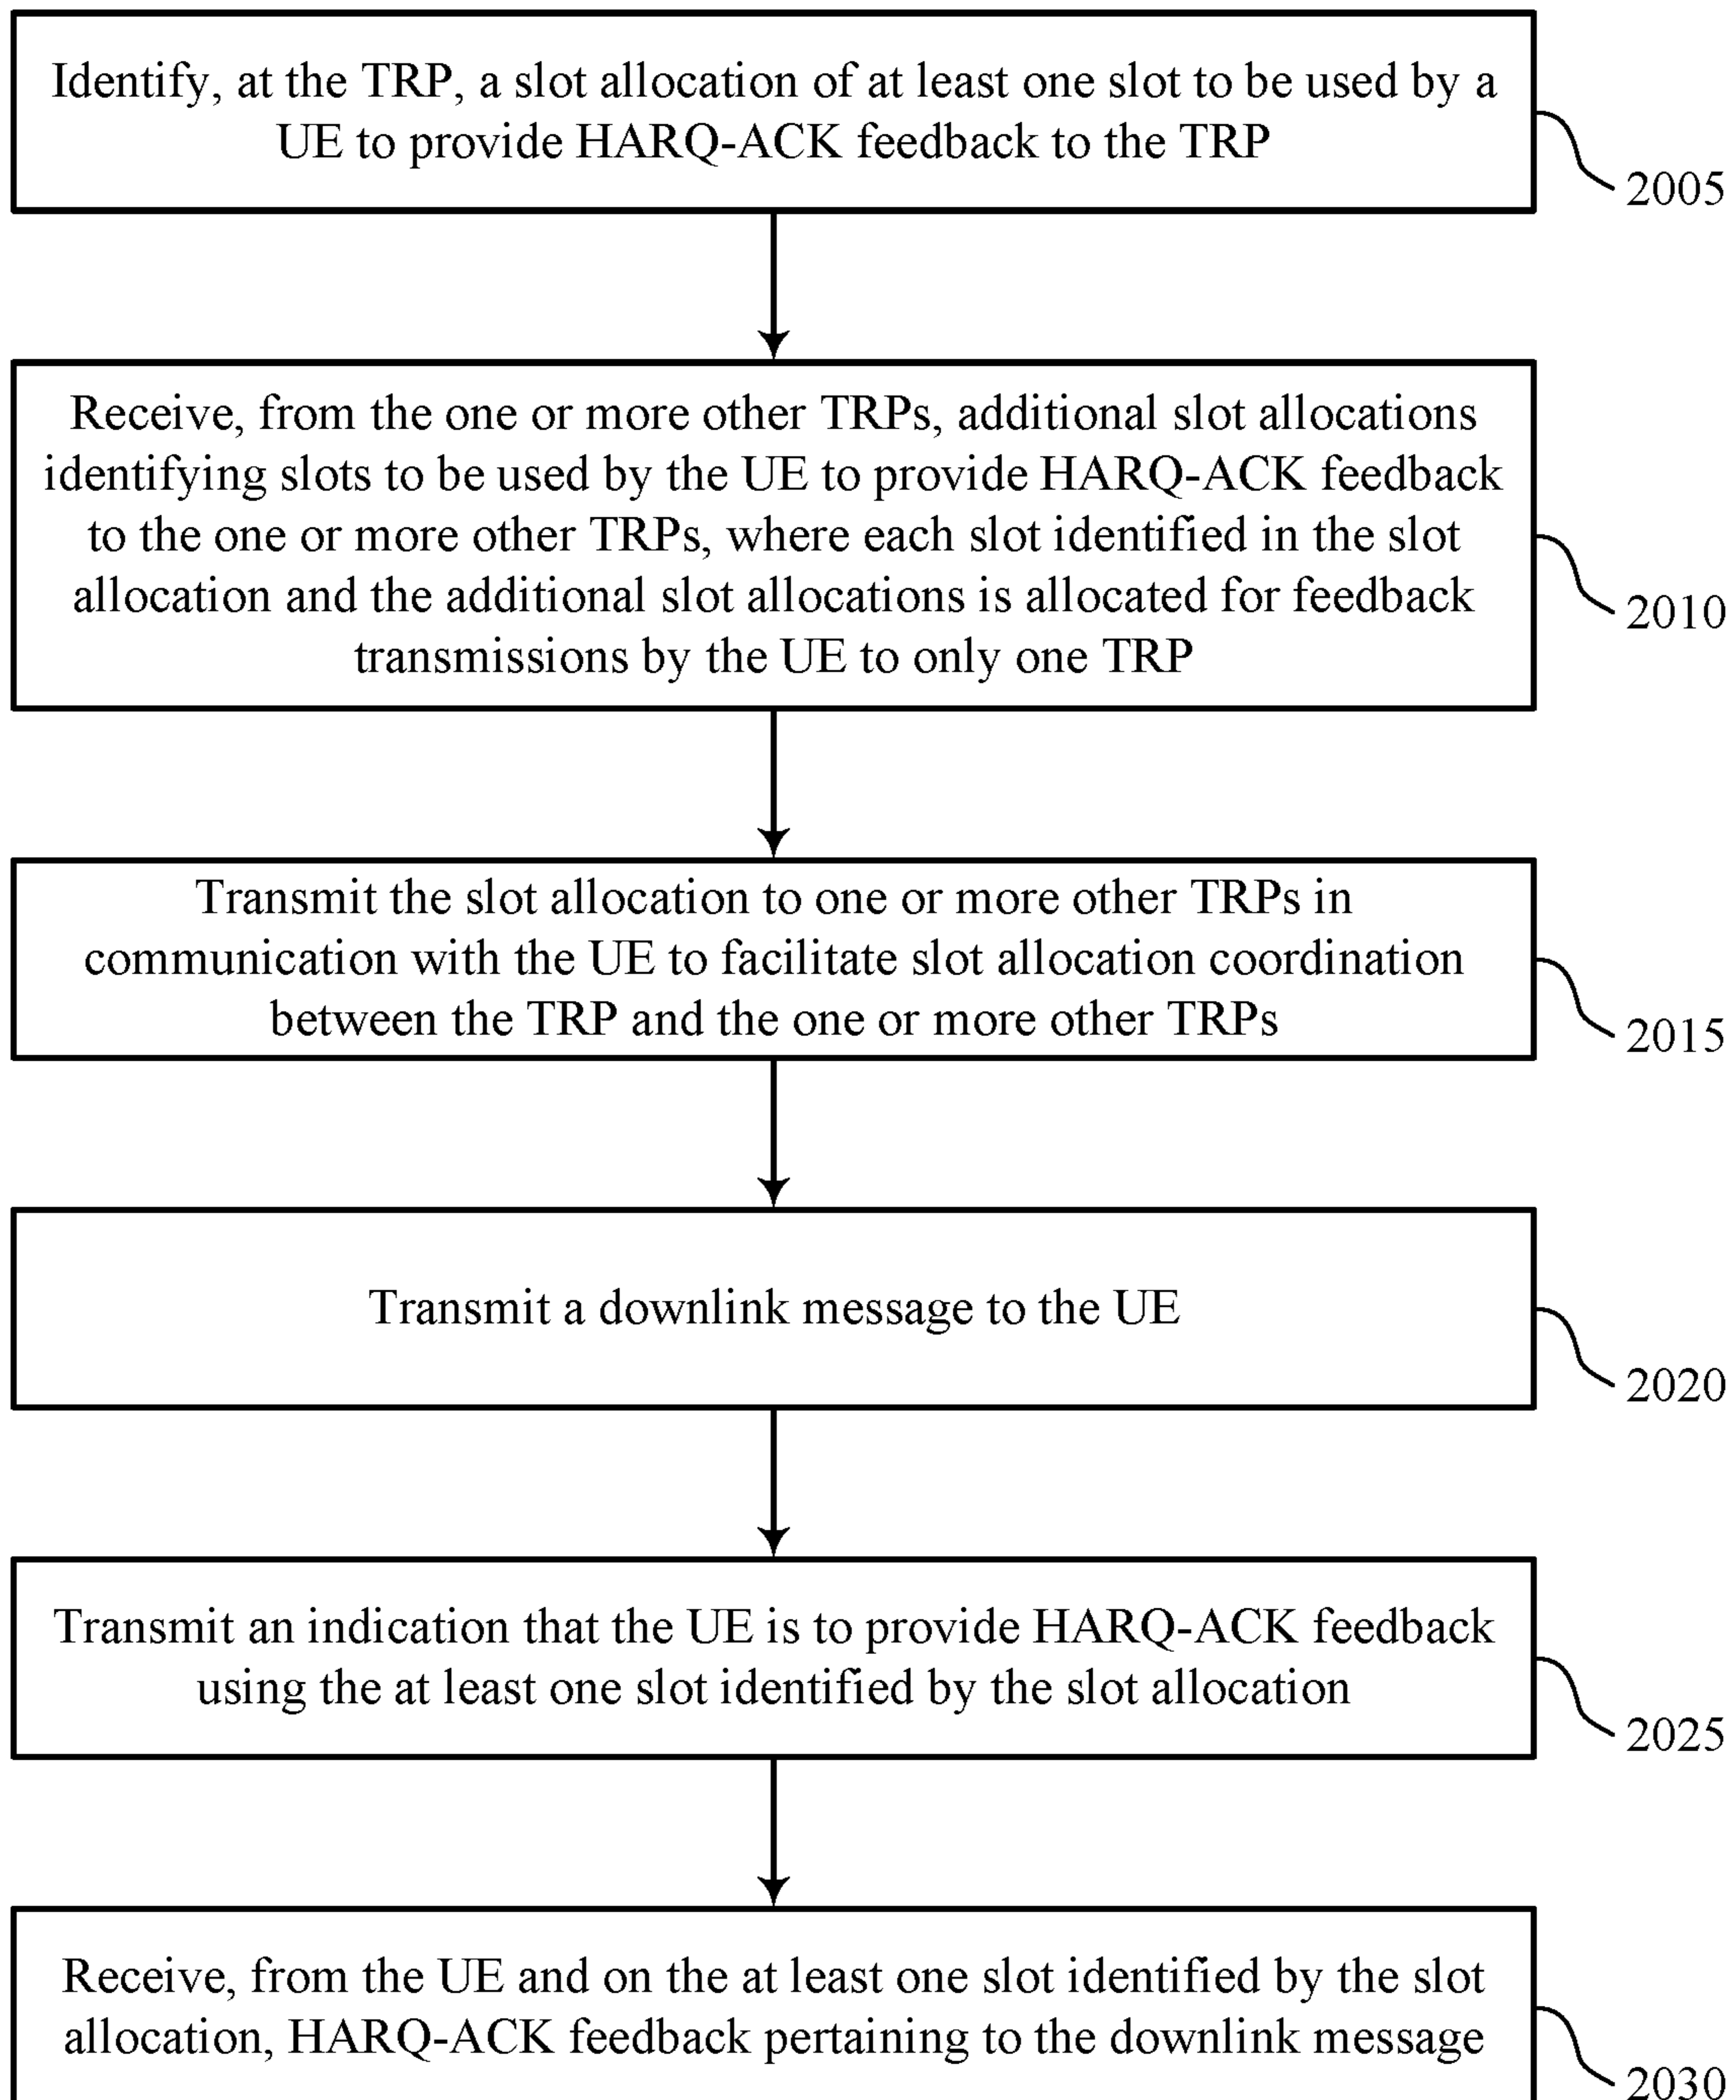 Identify, at the TRP, a slot allocation of at least one slot to be used by a
UE to provide HARQ-ACK feedback to the TRP
2005
Receive, from the one or more other TRPs, additional slot allocations
identifying slots to be used by the UE to provide HARQ-ACK feedback
to the one or more other TRPs, where each slot identified in the slot
allocation and the additional slot allocations is allocated for feedback
transmissions by the UE to only one TRP
2010
Transmit the slot allocation to one or more other TRPs in
communication with the UE to facilitate slot allocation coordination
between the TRP and the one or more other TRPs
2015
Transmit a downlink message to the UE
2020
Transmit an indication that the UE is to provide HARQ-ACK feedback
using the at least one slot identified by the slot allocation
2025
Receive, from the UE and on the at least one slot identified by the slot
allocation, HARQ-ACK feedback pertaining to the downlink message
2030